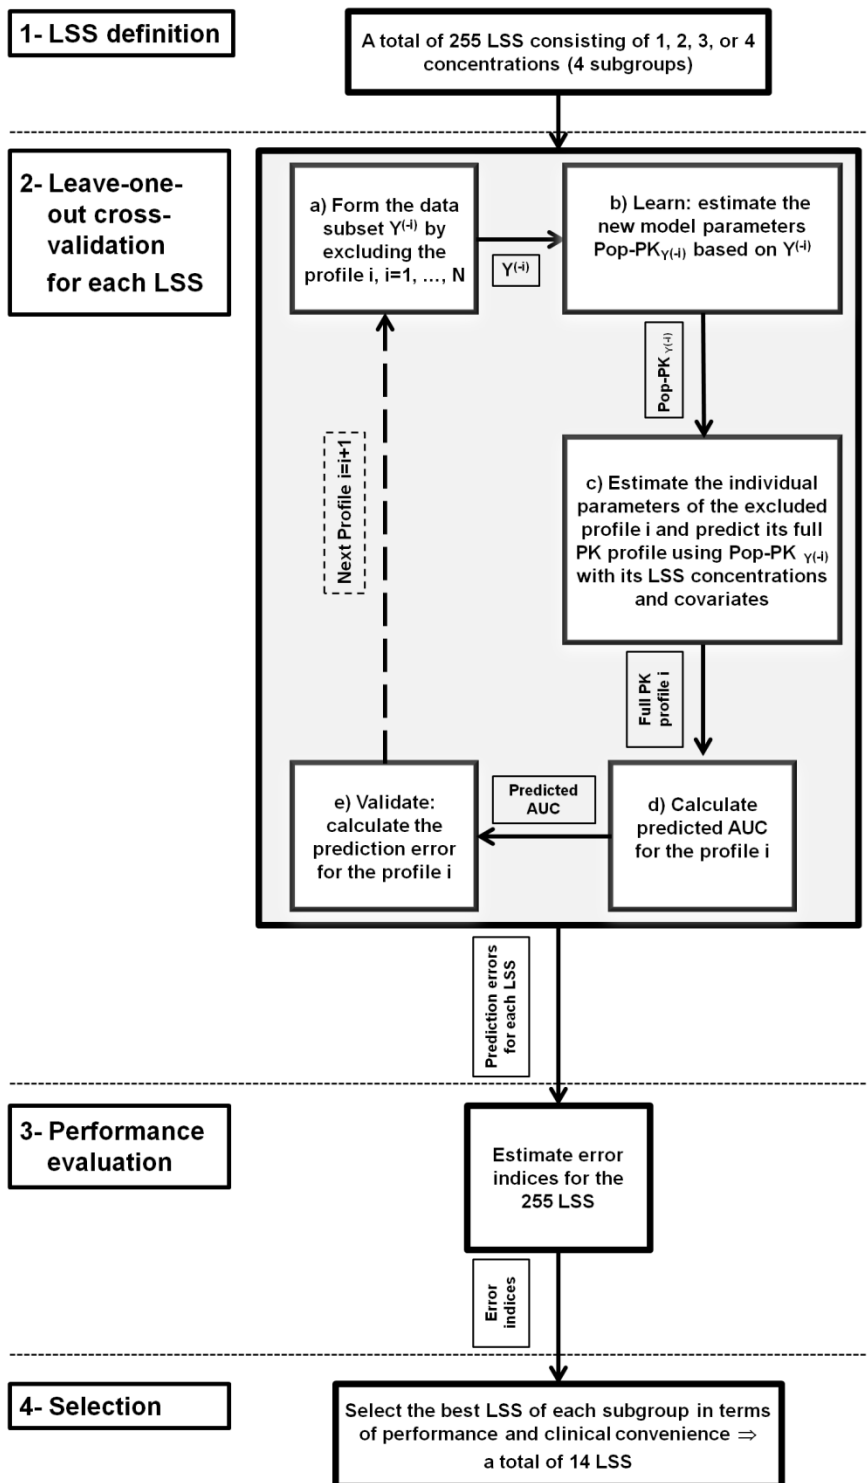 1- LSS definition
A total of 255 LSS consisting of 1, 2, 3, or 4
concentrations (4 subgroups)
2- Leave-one-
out cross-
validation
for each LSS
a) Form the data
subset Y(-i) by
excluding the
profile i, i=1, …, N
Y(-i)
b) Learn: estimate the
new model parameters
Pop-PKY(-i) based on Y(-i)
Pop-PK Y(-i)
c) Estimate the individual
parameters of the excluded
profile i and predict its full
PK profile using Pop-PK Y(-i)
with its LSS concentrations
and covariates
Full PK
profile i
d) Calculate
predicted AUC
for the profile i
Predicted
AUC
e) Validate:
calculate the
prediction error
for the profile i
Next Profile i=i+1
Prediction errors
for each LSS
3- Performance
evaluation
Estimate error
indices for the
255 LSS
Error
indices
4- Selection
Select the best LSS of each subgroup in terms
of performance and clinical convenience ⇒
a total of 14 LSS